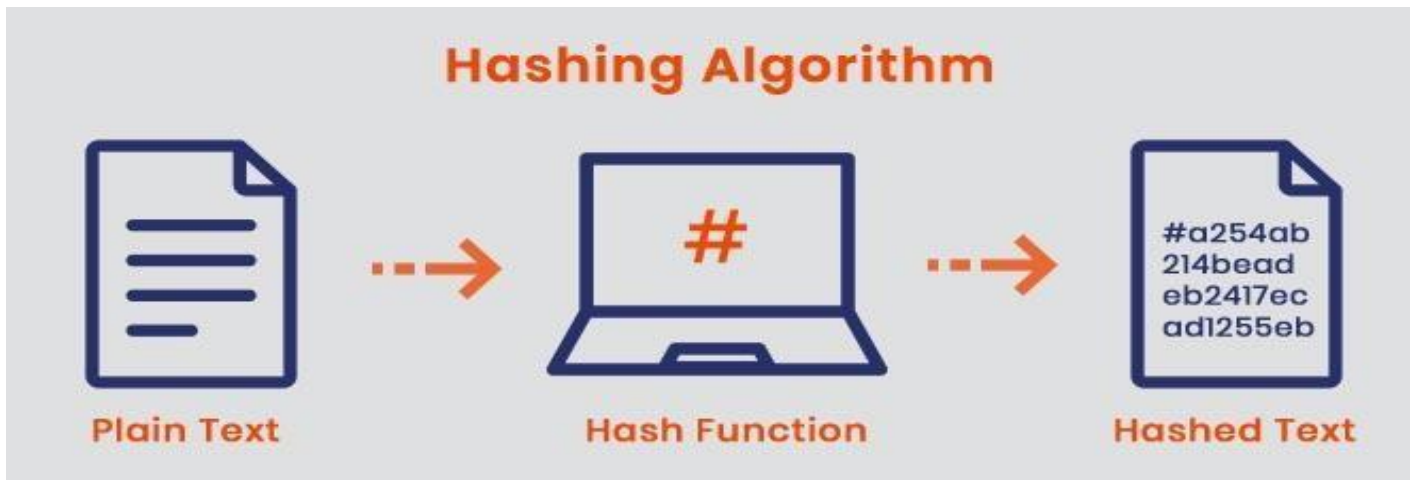 Hashing Algorithm
#
#a254ab
214bead
eb2417ec
ad1255eb
Plain Text
Hash Function
Hashed Text